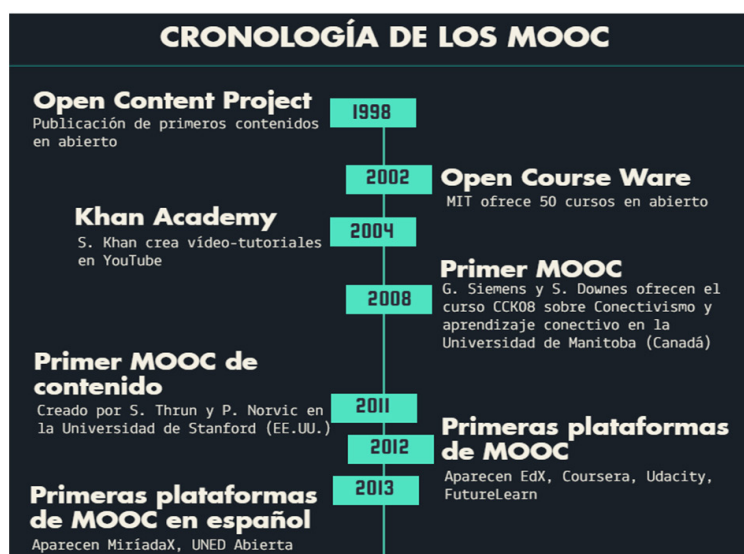 CRONOLOGÍA DE LOS MOOC
Open Content Project
Publicación de primeros contenidos
en abierto
1998
2002
Open Course Ware
MIT ofrece 50 cursos en abierto
Khan Academy
S. Khan crea vídeo-tutoriales
en YouTube
2004
Primer MOOC
G. Siemens y S. Downes ofrecen el
curso CCK08 sobre Conectivismo y
aprendizaje conectivo en la
Universidad de Manitoba (Canadá)
2008
Primer MOOC de
contenido
Creado por S. Thrun y P. Norvic en
la Universidad de Stanford (EE.UU.)
2011
2012
Primeras plataformas
de MOOC
Aparecen EdX, Coursera, Udacity,
FutureLearn
2013
Primeras plataformas
de MOOC en español
Aparecen MiríadaX, UNED Abierta